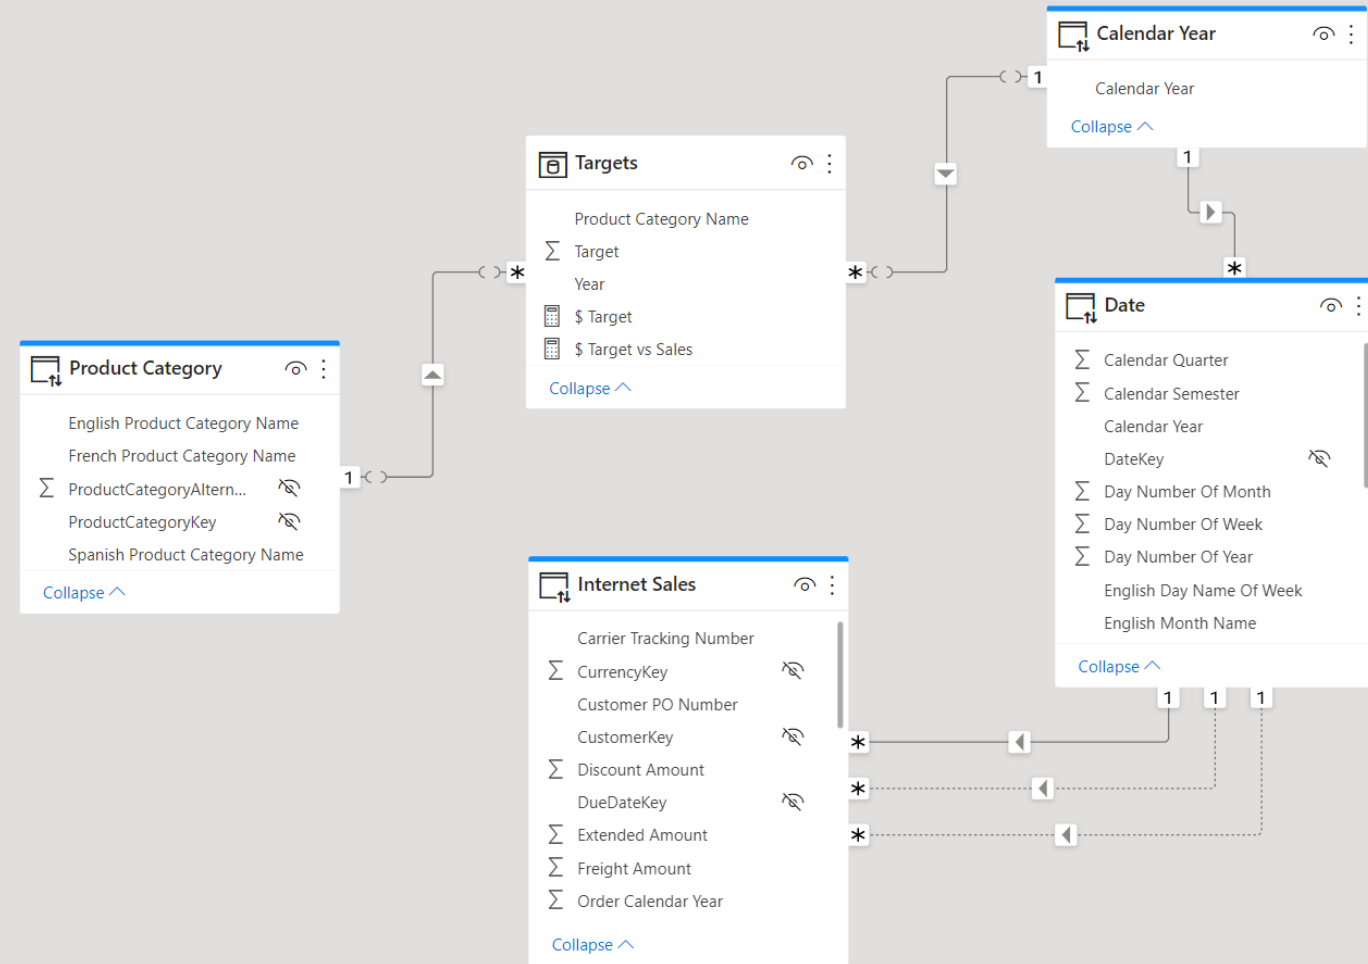 Calendar Year
1
Calendar Year
Collapse
1
Targets
Product Category Name
Target
Year
$ Target
$ Target vs Sales
Collapse
*
*
*
Product Category
English Product Category Name
French Product Category Name
ProductCategoryAltern...
ProductCategoryKey
Spanish Product Category Name
Collapse
1
Date
Calendar Quarter
Calendar Semester
Calendar Year
DateKey
Day Number Of Month
Day Number Of Week
Day Number Of Year
English Day Name Of Week
English Month Name
Collapse
1 1 1
Internet Sales
Carrier Tracking Number
CurrencyKey
Customer PO Number
CustomerKey
Discount Amount
DueDateKey
Extended Amount
Freight Amount
Order Calendar Year
Collapse
*
*
*